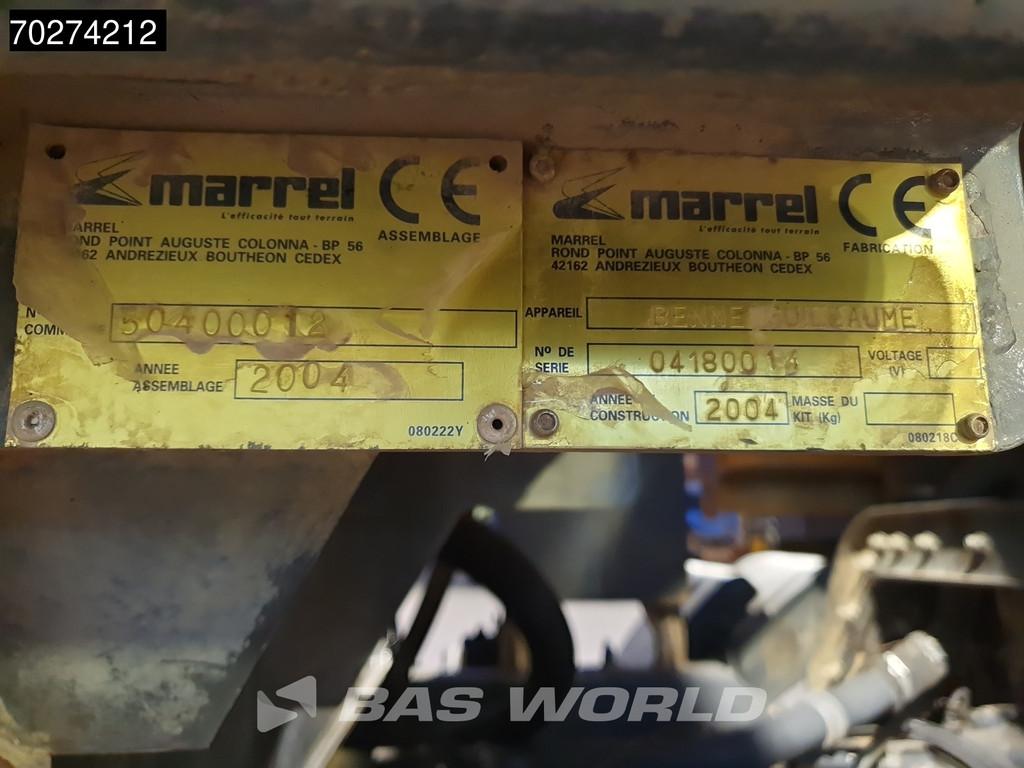 70274212
marrel CE
L'efficacité tout terrain
ASSEMBLAGE
ROND POINT AUGUSTE COLONNA - BP 56
42162 ANDREZIEUX BOUTHEON CEDEX
50400012
ANNEE
ASSEMBLAGE 2004
080222Y
marrel CE
L'efficacité tout terrain
FABRICATION
MARREL
ROND POINT AUGUSTE COLONNA - BP 56
42162 ANDREZIEUX BOUTHEON CEDEX
APPAREIL BENNE GUILLAUME
Nº DE
SERIE 04180014
VOLTAGE
(V)
ANNEE
CONSTRUCTION 2004
MASSE DU
KIT (Kg)
080218C
BAS WORLD